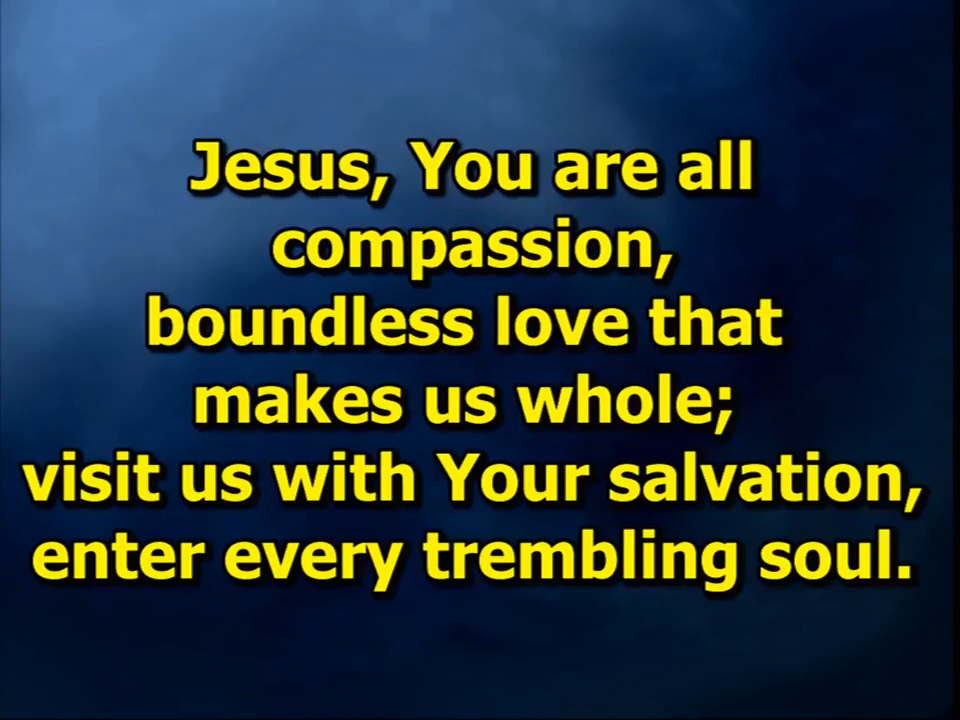 Jesus, You are all
compassion,
boundless love that
makes us whole;
visit us with Your salvation,
enter every trembling soul.